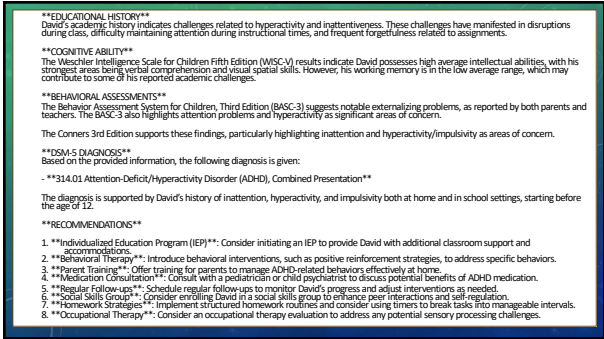 **EDUCATIONAL HISTORY**
David's academic history indicates challenges related to hyperactivity and inattentiveness. These challenges have manifested in disruptions
during class, difficulty maintaining attention during instructional times, and frequent forgetfulness related to assignments.
**COGNITIVE ABILITY**
The Weschler Intelligence Scale for Children Fifth Edition (WISC-V) results indicate David possesses high average intellectual abilities, with his
strongest areas being verbal comprehension and visual spatial skills. However, his working memory is in the low average range, which may
contribute to some of his reported academic challenges.
**BEHAVIORAL ASSESSMENTS**
The Behavior Assessment System for Children, Third Edition (BASC-3) suggests notable externalizing problems, as reported by both parents and
teachers. The BASC-3 also highlights attention problems and hyperactivity as significant areas of concern.
The Conners 3rd Edition supports these findings, particularly highlighting inattention and hyperactivity/impulsivity as areas of concern.
**DSM-5 DIAGNOSIS**
Based on the provided information, the following diagnosis is given:
- **314.01 Attention-Deficit/Hyperactivity Disorder (ADHD), Combined Presentation**
The diagnosis is supported by David's history of inattention, hyperactivity, and impulsivity both at home and in school settings, starting before
the age of 12.
**RECOMMENDATIONS**
1. **Individualized Education Program (IEP)**: Consider initiating an IEP to provide David with additional classroom support and
accommodations.
2. **Behavioral Therapy**: Introduce behavioral interventions, such as positive reinforcement strategies, to address specific behaviors.
3. **Parent Training**: Offer training for parents to manage ADHD-related behaviors effectively at home.
4. **Medication Consultation**: Consult with a pediatrician or child psychiatrist to discuss potential benefits of ADHD medication.
5. **Regular Follow-ups**: Schedule regular follow-ups to monitor David's progress and adjust interventions as needed.
6. **Social Skills Group**: Consider enrolling David in a social skills group to enhance peer interactions and self-regulation.
7. **Homework Strategies**: Implement structured homework routines and consider using timers to break tasks into manageable intervals.
8. **Occupational Therapy**: Consider an occupational therapy evaluation to address any potential sensory processing challenges.